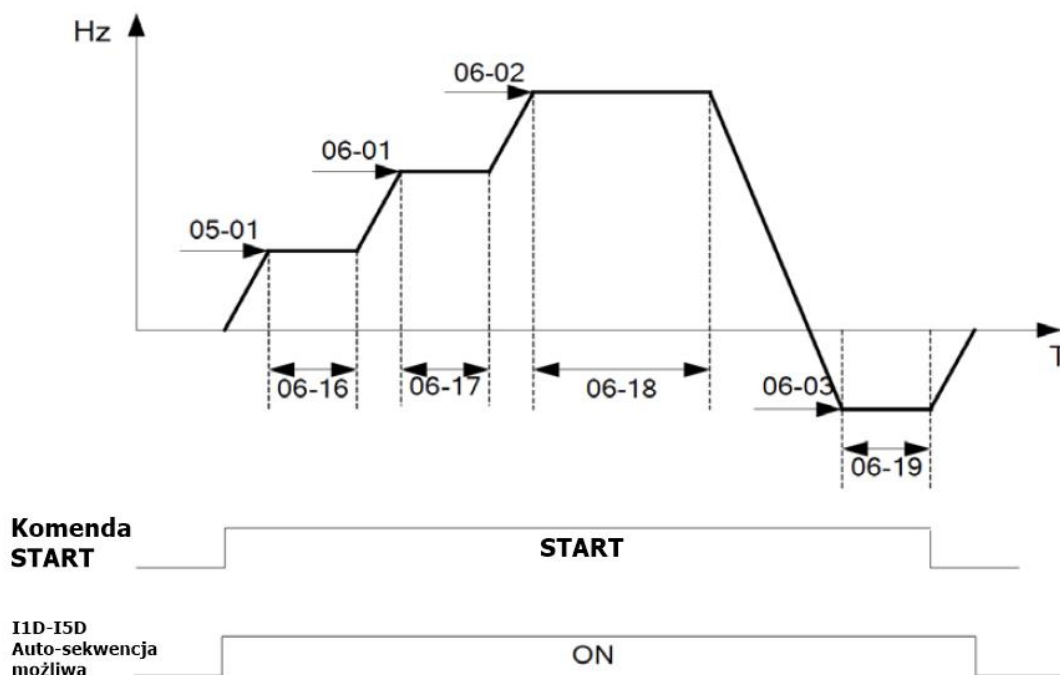 Hz
06-02
06-01
05-01
T
06-16
06-17
06-18
06-03
06-19
Komenda
START
START
I1D-I5D
Auto-sekwencja
możliwa
ON